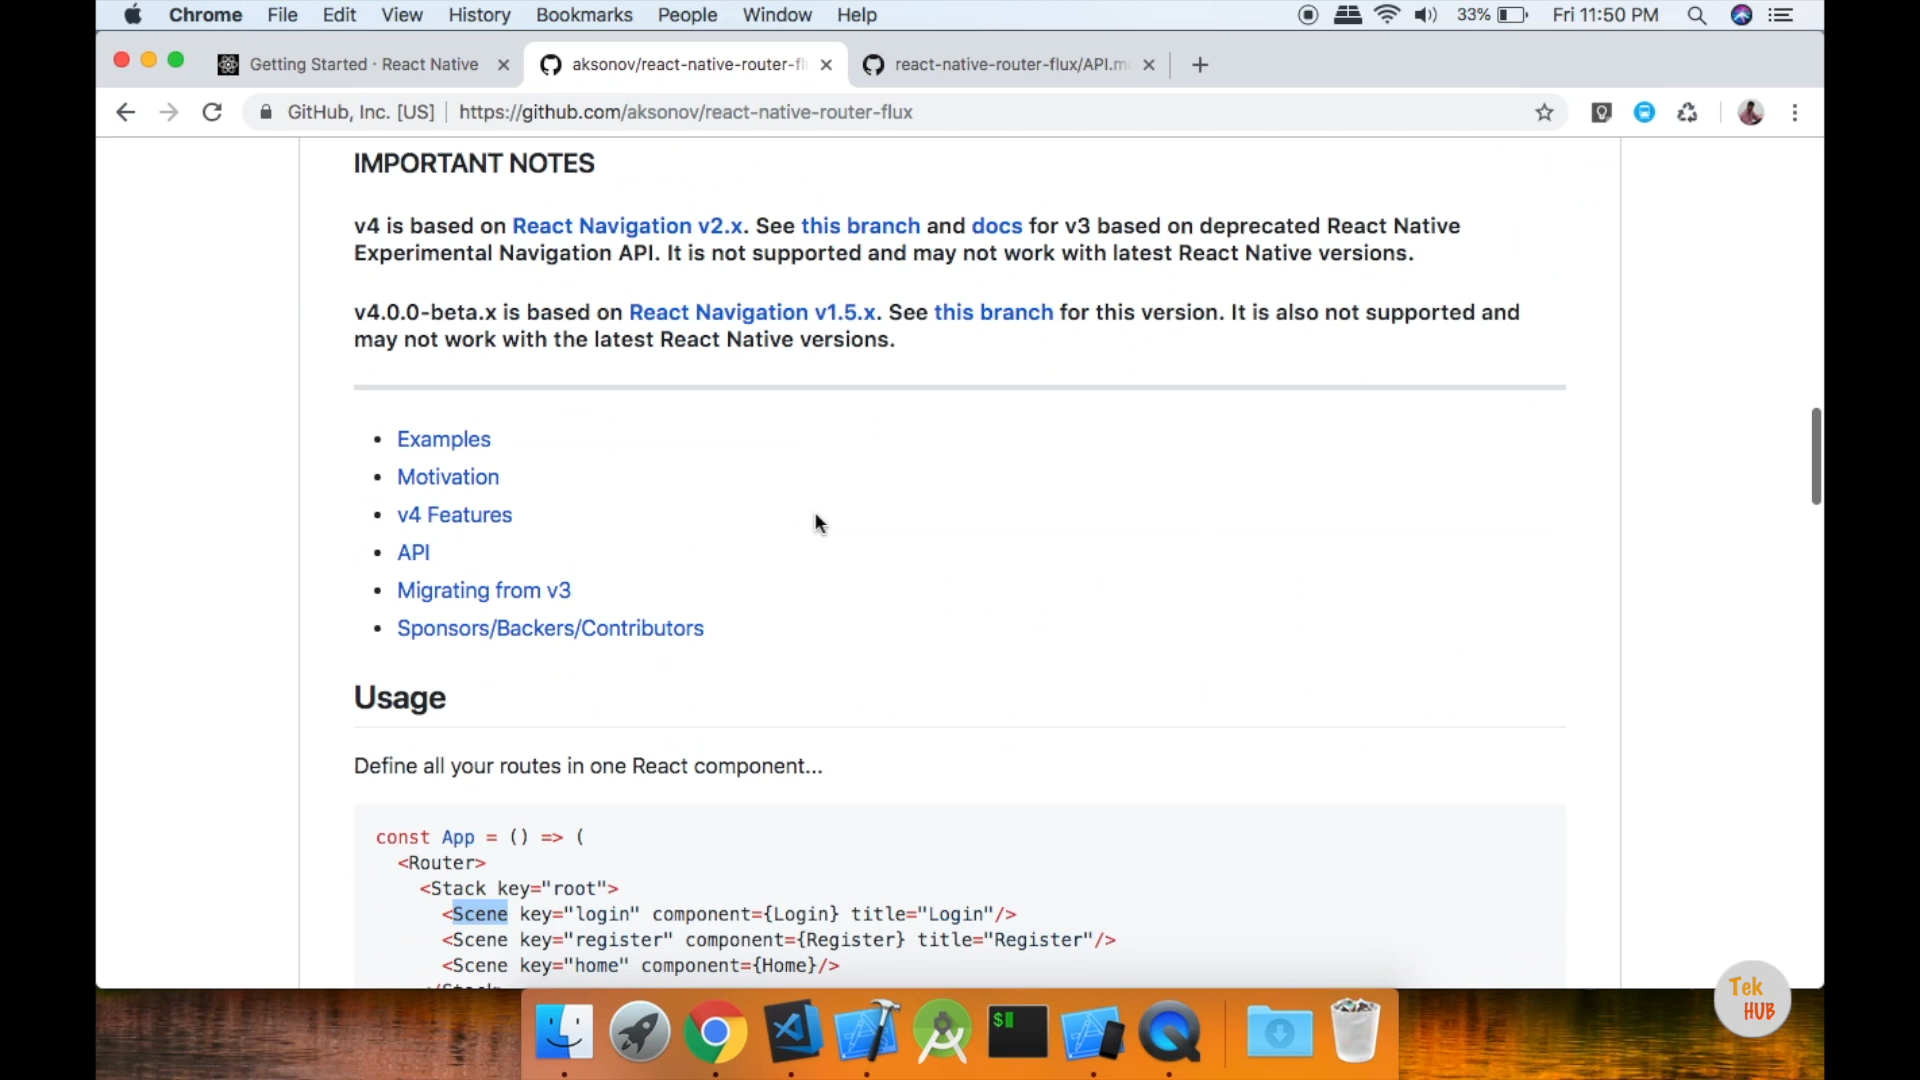 Chrome File Edit View History Bookmarks People Window Help 33% Fri 11:50 PM
Getting Started · React Native aksonov/react-native-router-fl react-native-router-flux/API.m
GitHub, Inc. [US] https://github.com/aksonov/react-native-router-flux
IMPORTANT NOTES
v4 is based on React Navigation v2.x. See this branch and docs for v3 based on deprecated React Native
Experimental Navigation API. It is not supported and may not work with latest React Native versions.
v4.0.0-beta.x is based on React Navigation v1.5.x. See this branch for this version. It is also not supported and
may not work with the latest React Native versions.
• Examples
• Motivation
• v4 Features
• API
• Migrating from v3
• Sponsors/Backers/Contributors
Usage
Define all your routes in one React component...
const App = () => (
<Router>
<Stack key="root">
<Scene key="login" component={Login} title="Login"/>
<Scene key="register" component={Register} title="Register"/>
<Scene key="home" component={Home}/>
$
Tek
HUB